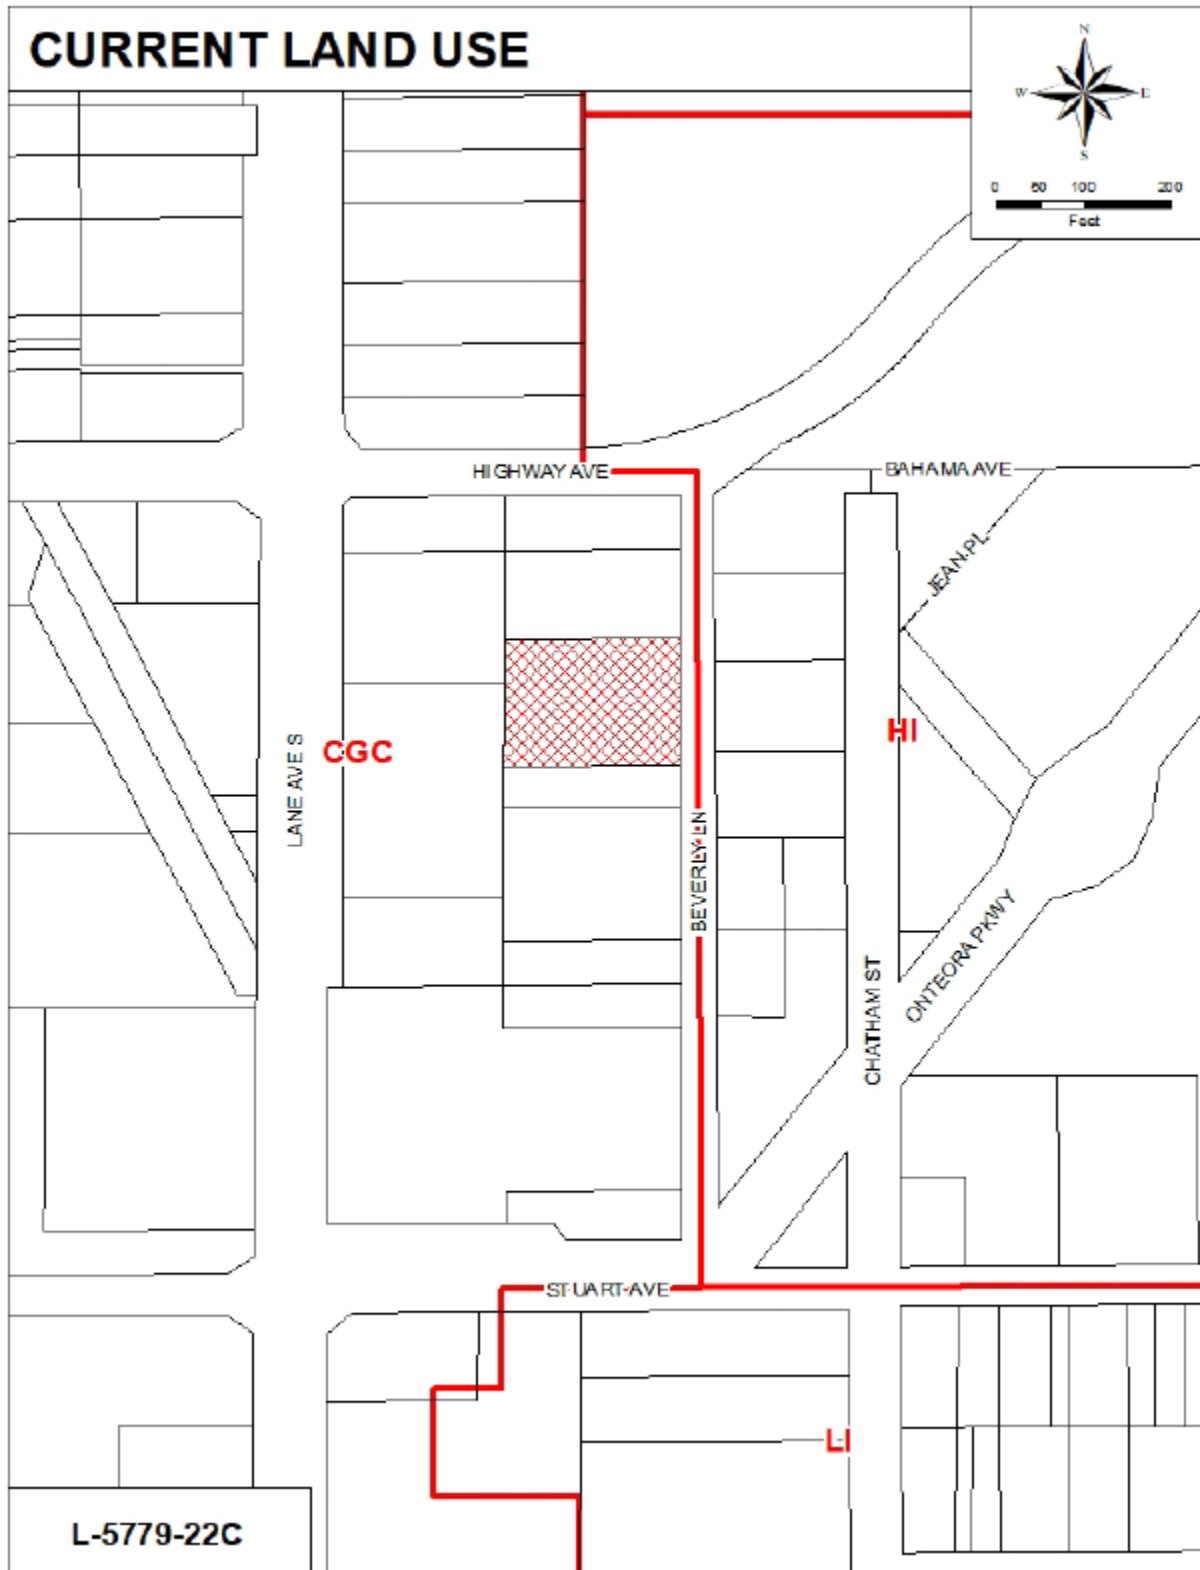 CURRENT LAND USE
N
W E
S
0 50 100 200
Feet
HIGHWAY AVE
BAHAMA AVE
JEAN PL
LANE AVE S
CGC
HI
BEVERLY LN
CHATHAM ST
ONTEORA PKWY
STUART AVE
LI
L-5779-22C